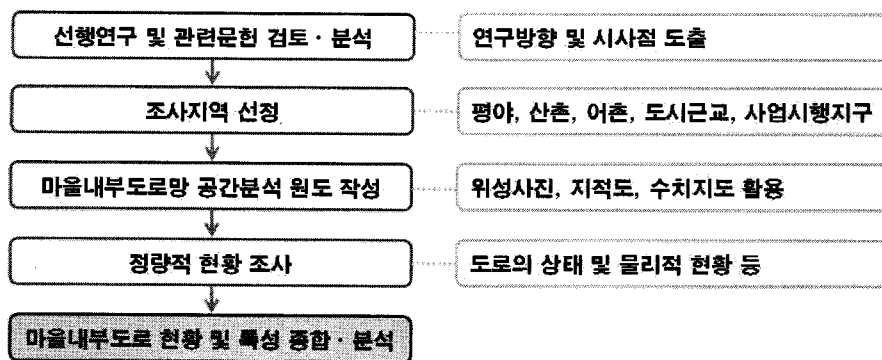 선행연구 및 관련문헌 검토 · 분석
연구방향 및 시사점 도출
조사지역 선정
평야, 산촌, 어촌, 도시근교, 사업시행지구
마을내부도로망 공간분석 원도 작성
위성사진, 지적도, 수치지도 활용
정량적 현황 조사
도로의 상태 및 물리적 현황 등
마을내부도로 현황 및 특성 종합 · 분석